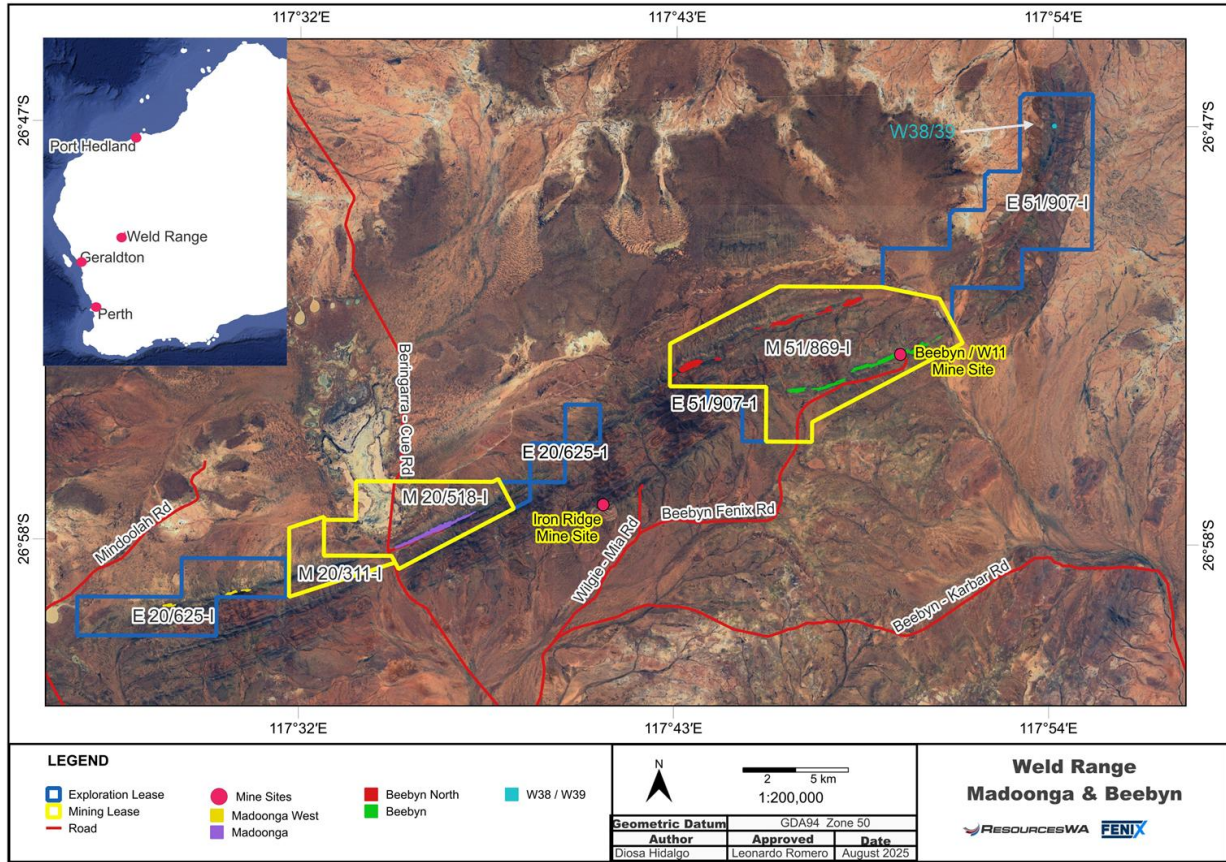 117°32'E
117°43'E
117°54'E
26°47'S
26°47'S
Port Hedland
Weld Range
Geraldton
Perth
W38/39
E 51/907-I
M 51/869-I
Beebyn / W11
Mine Site
E 51/907-1
Beringarra - Cue Rd
E 20/625-1
M 20/518-I
Iron Ridge
Mine Site
Beebyn Fenix Rd
Mindoolah Rd
Wilgie - Mia Rd
26°58'S
26°58'S
M 20/311-I
Beebyn - Karbar Rd
E 20/625-I
117°32'E
117°43'E
117°54'E
LEGEND
Exploration Lease
Mining Lease
Road
Mine Sites
Madoonga West
Madoonga
Beebyn North
Beebyn
W38 / W39
N
2 5 km
1:200,000
Geometric Datum GDA94 Zone 50
Author Approved Date
Diosa Hidalgo Leonardo Romero August 2025
Weld Range
Madoonga & Beebyn
RESOURCESWA FENIX